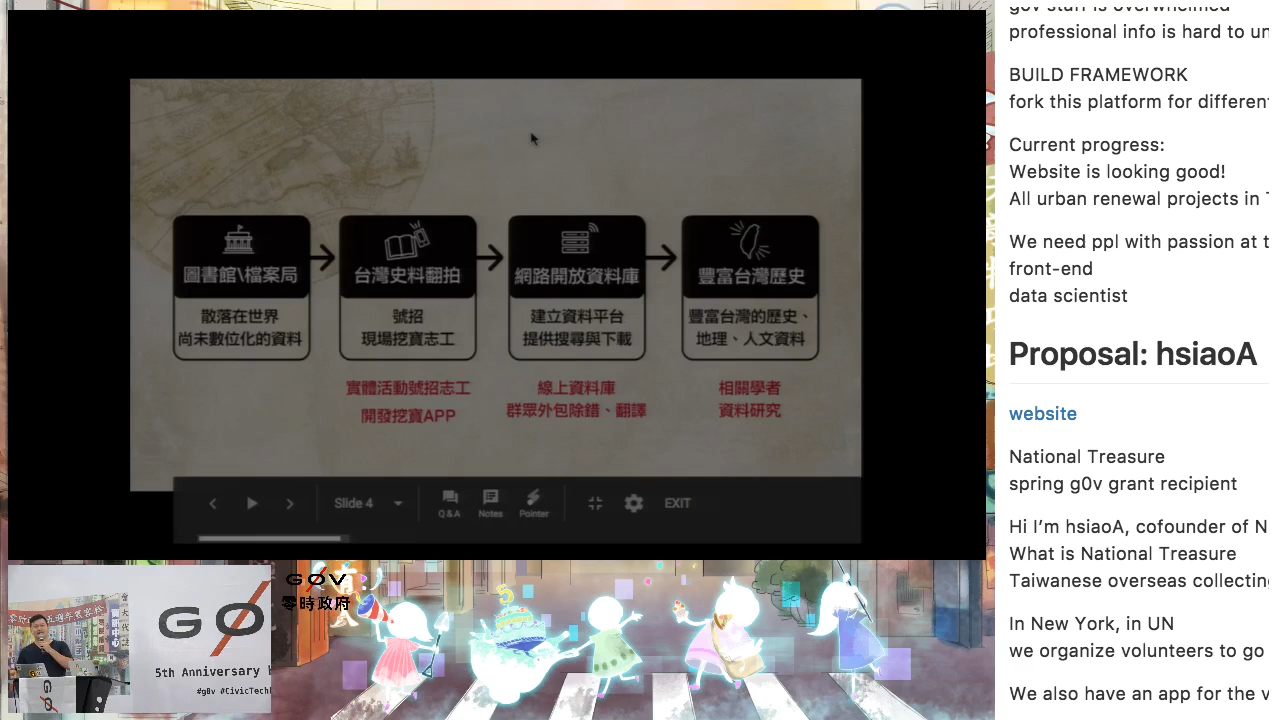 圖書館\檔案局
散落在世界
尚未數位化的資料
台灣史料翻拍
號招
現場挖寶志工
實體活動號招志工
開發挖寶APP
網路開放資料庫
建立資料平台
提供搜尋與下載
線上資料庫
群眾外包除錯、翻譯
豐富台灣歷史
豐富台灣的歷史、
地理、人文資料
相關學者
資料研究
Slide 4
Q&A
Notes
Pointer
EXIT
GØV
零時政府
5
GØ
5th Anniversary
#g0v #CivicTech
gov staff is overwhelmed
professional info is hard to un
BUILD FRAMEWORK
fork this platform for different
Current progress:
Website is looking good!
All urban renewal projects in T
We need ppl with passion at t
front-end
data scientist
Proposal: hsiaoA
website
National Treasure
spring g0v grant recipient
Hi I’m hsiaoA, cofounder of N
What is National Treasure
Taiwanese overseas collecting
In New York, in UN
we organize volunteers to go
We also have an app for the v